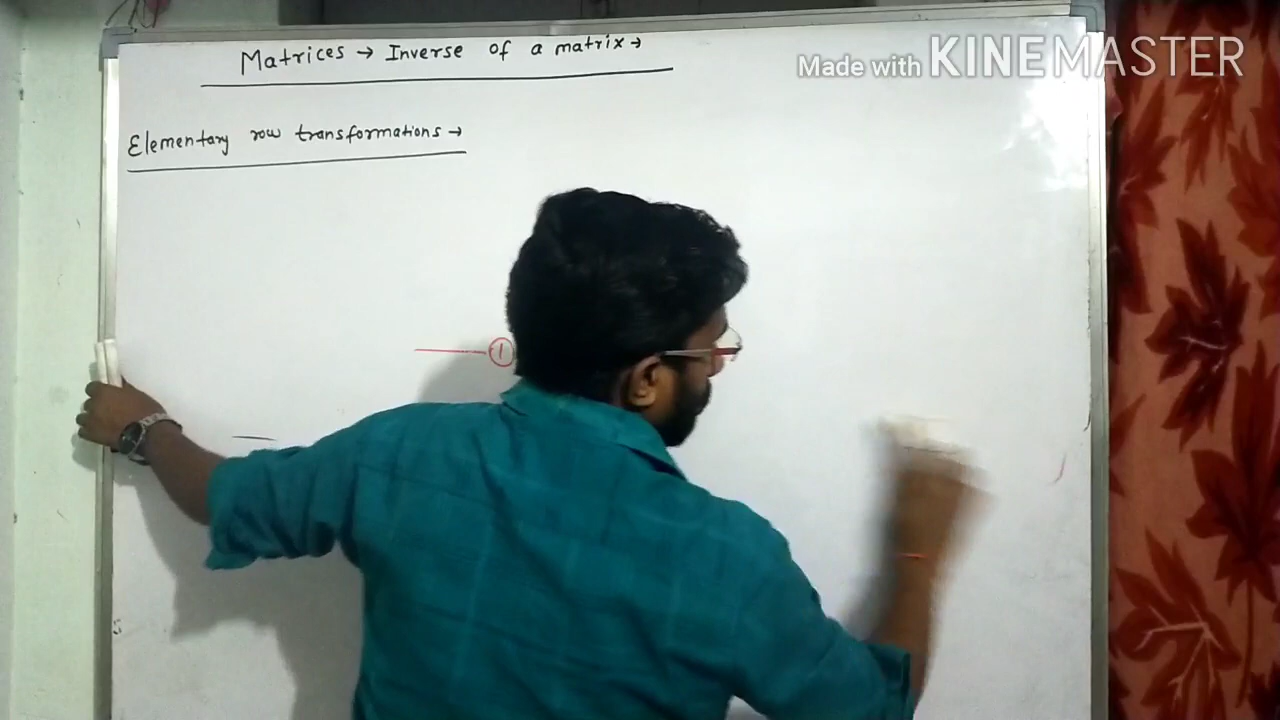 Matrices → Inverse of a matrix →
Made with KINEMASTER
Elementary row transformations →
1